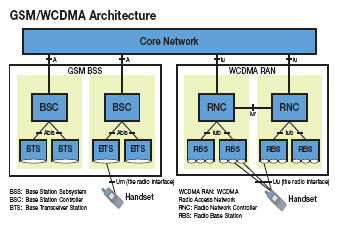 GSM/WCDMA Architecture
Core Network
A A Iu Iu
GSM BSS WCDMA RAN
BSC BSC RNC RNC
Iur
Abis Abis Iub Iub
BTS BTS BTS BTS RBS RBS RBS RBS
Um (the radio interface) Uu (the radio interface)
BSS: Base Station Subsystem
BSC: Base Station Controller
BTS: Base Transceiver Station
Handset
WCDMA RAN: WCDMA
Radio Access Network
RNC: Radio Network Controller
RBS: Radio Base Station
Handset